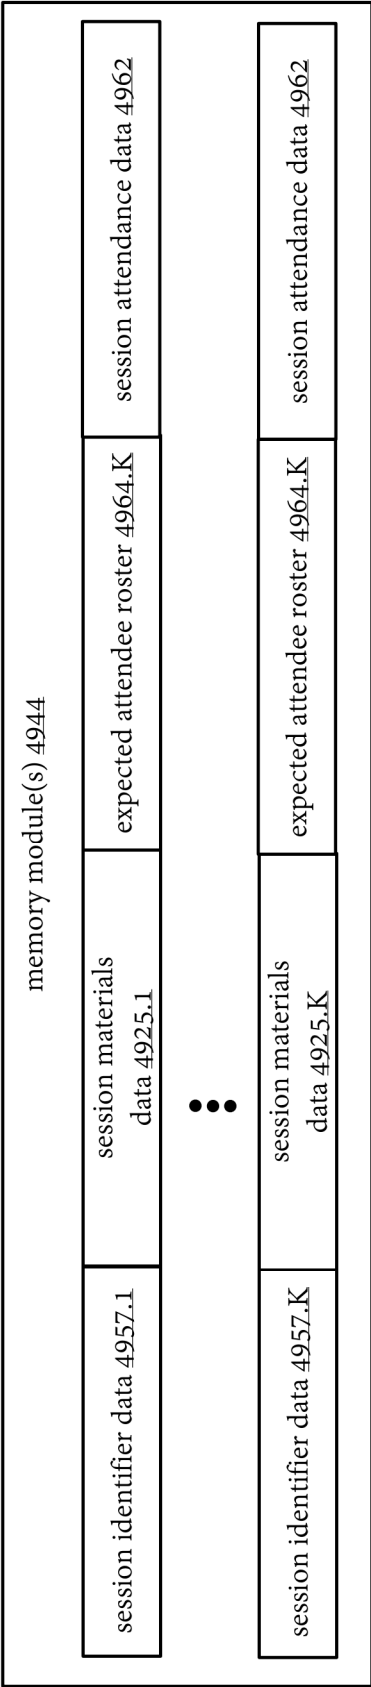 memory module(s) 4944
session identifier data 4957.1
session materials
data 4925.1
expected attendee roster 4964.K
session attendance data 4962
session identifier data 4957.K
session materials
data 4925.K
expected attendee roster 4964.K
session attendance data 4962